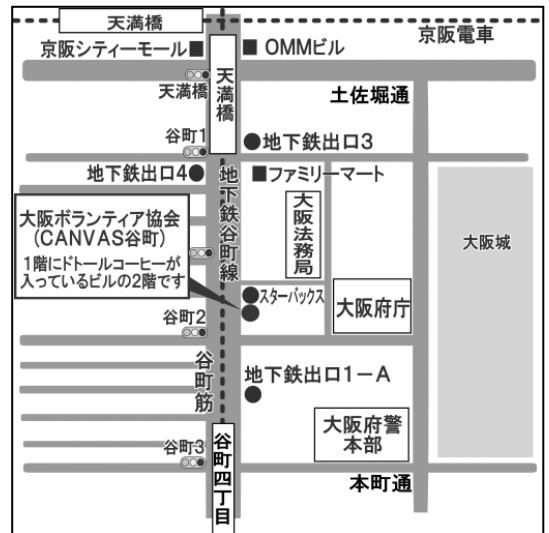 天満橋
京阪電車
京阪シティーモール■
■ OMMビル
天満橋
天満橋
土佐堀通
谷町1
●地下鉄出口3
地下鉄出口4●
■ファミリーマート
地下鉄谷町線
大阪法務局
大阪城
大阪ボランティア協会
(CANVAS谷町)
1階にドトールコーヒーが
入っているビルの2階です
●スターバックス
大阪府庁
谷町2
谷町筋
地下鉄出口1-A
大阪府警
本部
谷町3
谷町四丁目
本町通